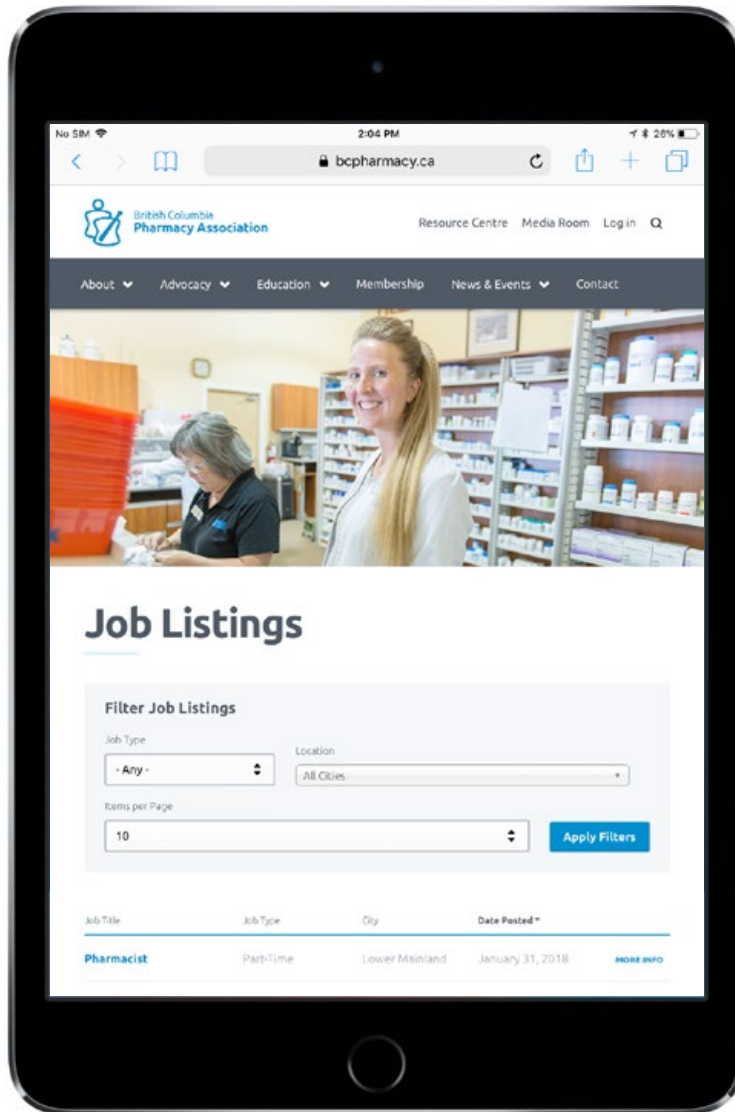 No SIM 2:04 PM 26%
bcpharmacy.ca
British Columbia
Pharmacy Association
Resource Centre Media Room Log in
About Advocacy Education Membership News & Events Contact
Job Listings
Filter Job Listings
Job Type
Location
- Any -
All Cities
Items per Page
10
Apply Filters
Job Title Job Type City Date Posted
Pharmacist Part-Time Lower Mainland January 31, 2018 MORE INFO